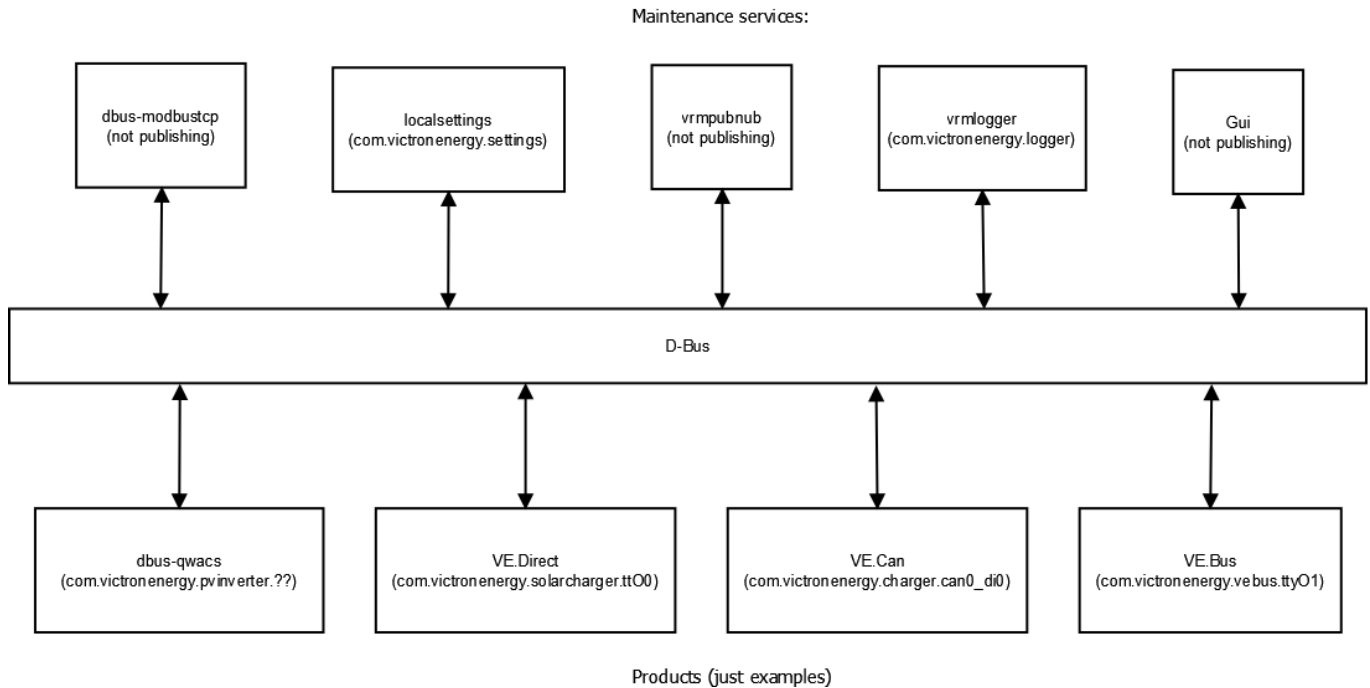 Maintenance services:
dbus-modbustcp
(not publishing)
localsettings
(com.victronenergy.settings)
vrmpubnub
(not publishing)
vrmlogger
(com.victronenergy.logger)
Gui
(not publishing)
D-Bus
dbus-qwacs
(com.victronenergy.pvinverter.??)
VE.Direct
(com.victronenergy.solarcharger.ttO0)
VE.Can
(com.victronenergy.charger.can0_di0)
VE.Bus
(com.victronenergy.vebus.ttyO1)
Products (just examples)